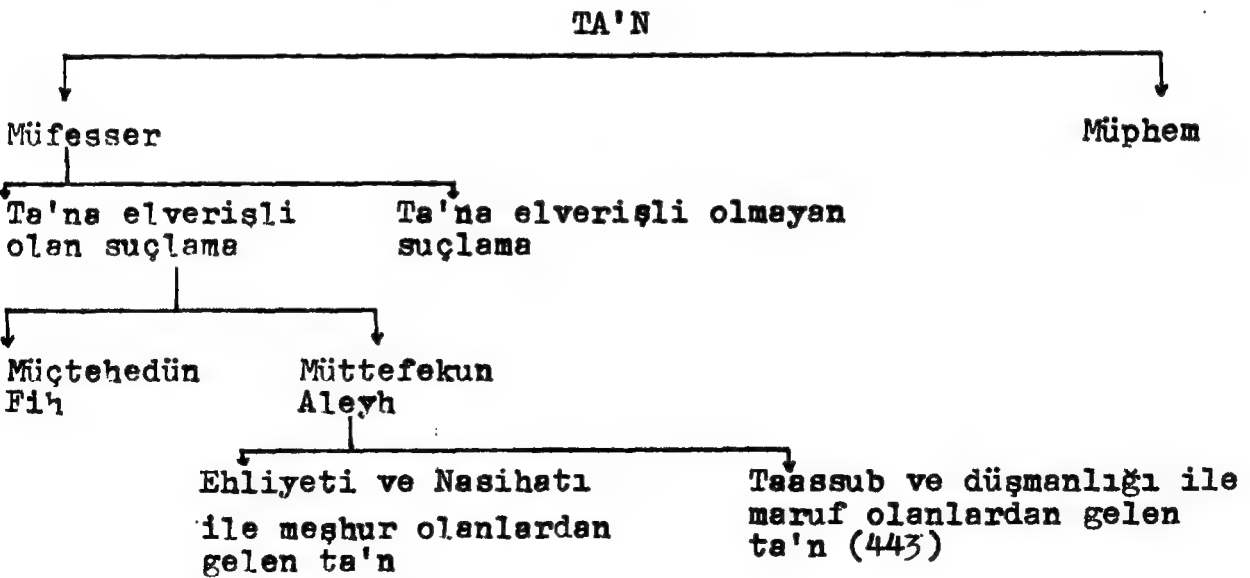 TA'N
Müfesser
Müphem
Ta'na elverişli
olan suçlama
Ta'na elverişli olmayan
suçlama
Müçtehedün
Fih
Müttefekun
Aleyh
Ehliyeti ve Nasihatı
ile meşhur olanlardan
gelen ta'n
Taassub ve düşmanlığı ile
maruf olanlardan gelen
ta'n (443)